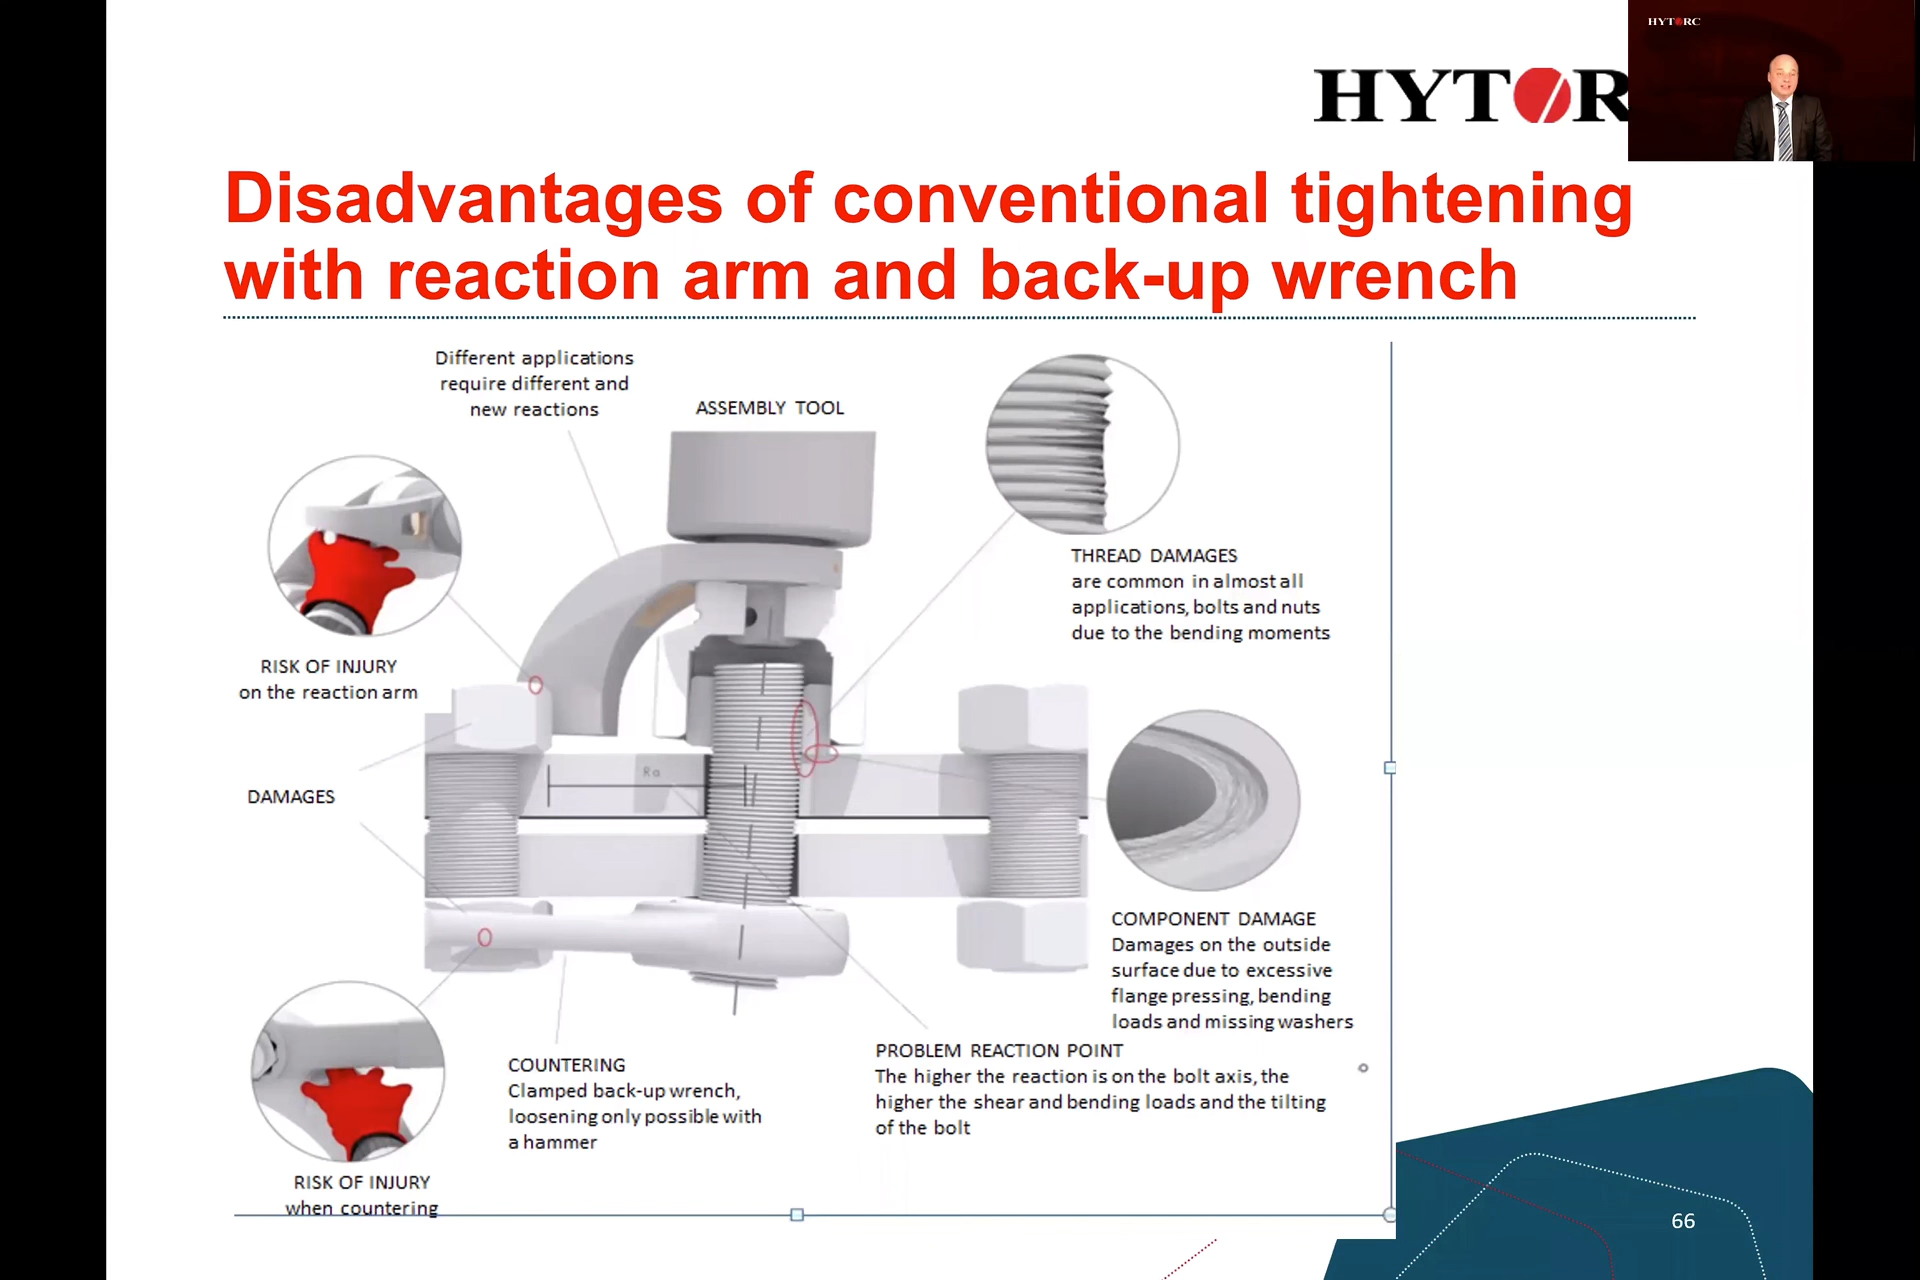 HYTORC
HYTOR
Disadvantages of conventional tightening
with reaction arm and back-up wrench
Different applications
require different and
new reactions
ASSEMBLY TOOL
THREAD DAMAGES
are common in almost all
applications, bolts and nuts
due to the bending moments
RISK OF INJURY
on the reaction arm
Ra
DAMAGES
COMPONENT DAMAGE
Damages on the outside
surface due to excessive
flange pressing, bending
loads and missing washers
COUNTERING
Clamped back-up wrench,
loosening only possible with
a hammer
PROBLEM REACTION POINT
The higher the reaction is on the bolt axis, the
higher the shear and bending loads and the tilting
of the bolt
RISK OF INJURY
when countering
66